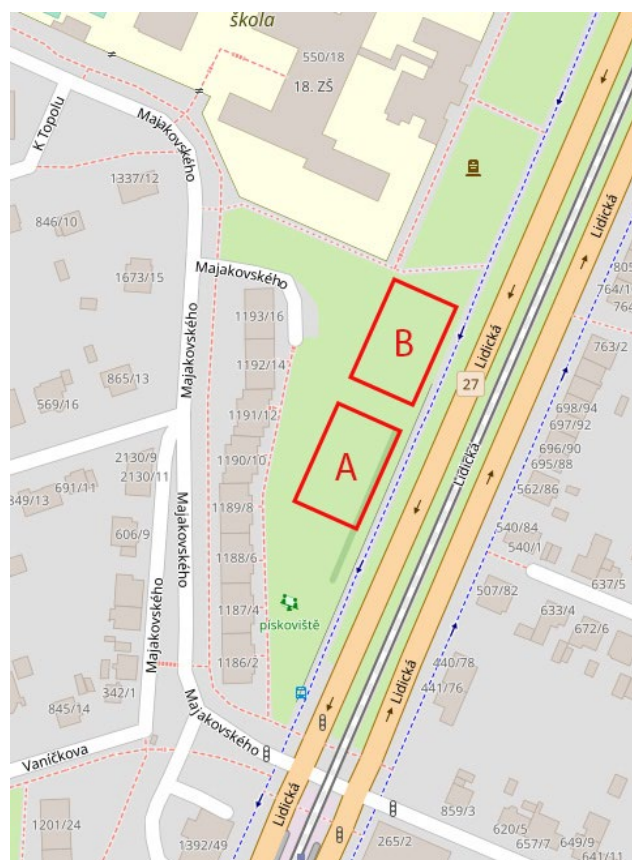 škola
550/18
18. ZŠ
K Topolu
Majakovského
1337/12
846/10
Majakovského
1673/15
Lidická
Lidická
805
764/1
764
1193/16
Majakovského
B
763/2
1192/14
865/13
27
569/16
1191/12
698/94
697/92
Lidická
696/90
695/88
2130/9
2130/11
1190/10
A
562/86
691/11
849/13
1189/8
540/84
540/1
606/9
Majakovského
1188/6
507/82
637/5
633/4
672/6
Majakovského
1187/4
pískoviště
1186/2
440/78
441/76
Lidická
342/1
845/14
Majakovského
Vaničkova
Lidická
859/3
620/5
657/7
649/9
641/11
1201/24
1392/49
265/2